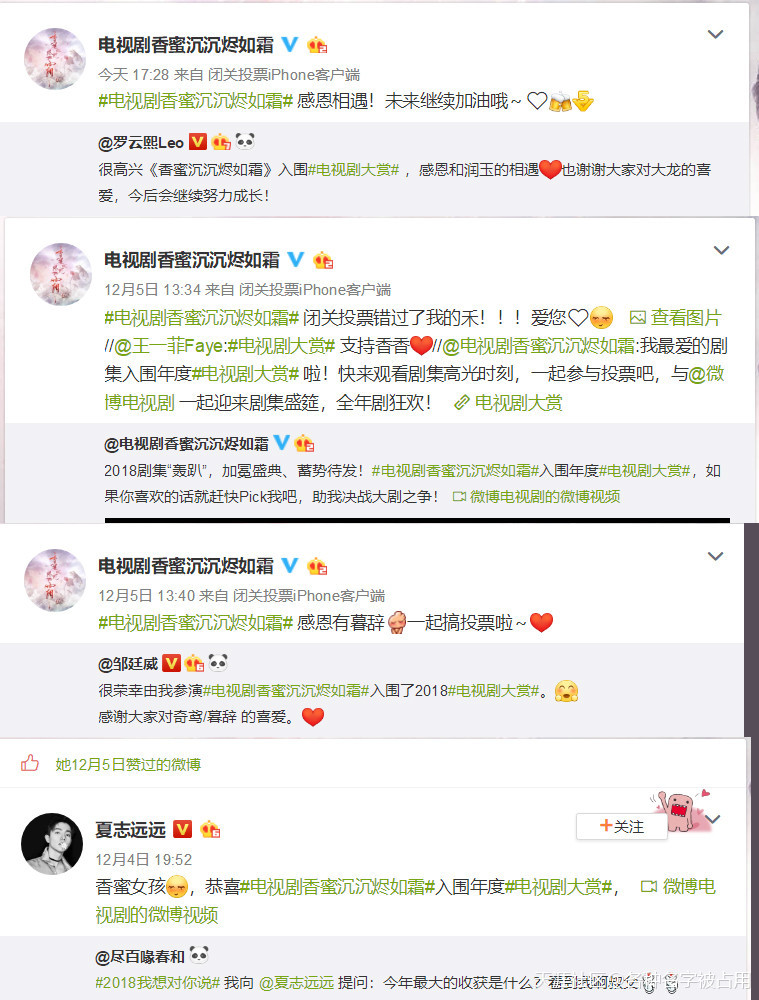 电视剧香蜜沉沉烬如霜
今天 17:28 来自 闭关投票iPhone客户端
#电视剧香蜜沉沉烬如霜# 感恩相遇！未来继续加油哦~
@罗云熙Leo
很高兴《香蜜沉沉烬如霜》入围#电视剧大赏# ，感恩和润玉的相遇❤也谢谢大家对大龙的喜
爱，今后会继续努力成长！
电视剧香蜜沉沉烬如霜
12月5日 13:34 来自 闭关投票iPhone客户端
#电视剧香蜜沉沉烬如霜# 闭关投票错过了我的禾！！！爱您 查看图片
//@王一菲Faye:#电视剧大赏# 支持香香❤//@电视剧香蜜沉沉烬如霜:我最爱的剧
集入围年度#电视剧大赏# 啦！快来观看剧集高光时刻，一起参与投票吧，与@微
博电视剧 一起迎来剧集盛筵，全年剧狂欢！ 电视剧大赏
@电视剧香蜜沉沉烬如霜
2018剧集“轰趴”，加冕盛典、蓄势待发！#电视剧香蜜沉沉烬如霜#入围年度#电视剧大赏#，如
果你喜欢的话就赶快Pick我吧，助我决战大剧之争！ 微博电视剧的微博视频
电视剧香蜜沉沉烬如霜
12月5日 13:40 来自 闭关投票iPhone客户端
#电视剧香蜜沉沉烬如霜# 感恩有暮辞一起搞投票啦~❤
@邹廷威
很荣幸由我参演#电视剧香蜜沉沉烬如霜#入围了2018#电视剧大赏#。
感谢大家对奇鸢/暮辞 的喜爱。❤
她12月5日赞过的微博
夏志远远
+关注
12月4日 19:52
香蜜女孩，恭喜#电视剧香蜜沉沉烬如霜#入围年度#电视剧大赏#， 微博电
视剧的微博视频
@尽百喙春和
#2018我想对你说# 我向 @夏志远远 提问：今年最大的收获是什么？